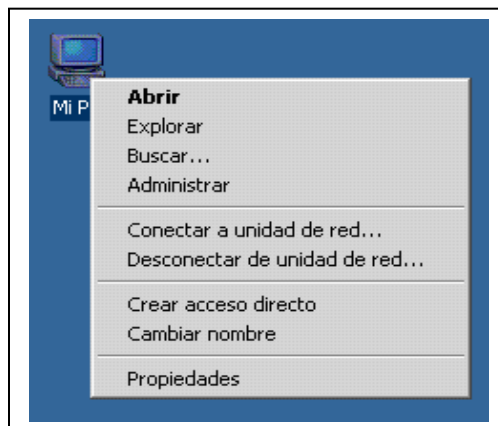 Mi P
Abrir
Explorar
Buscar...
Administrar
Conectar a unidad de red...
Desconectar de unidad de red...
Crear acceso directo
Cambiar nombre
Propiedades